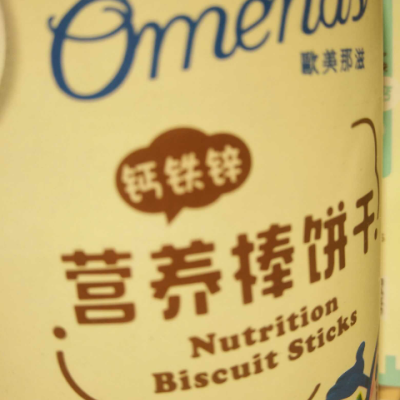 Omenas
歐美那滋
钙铁锌
营养棒饼干
Nutrition
Biscuit Sticks